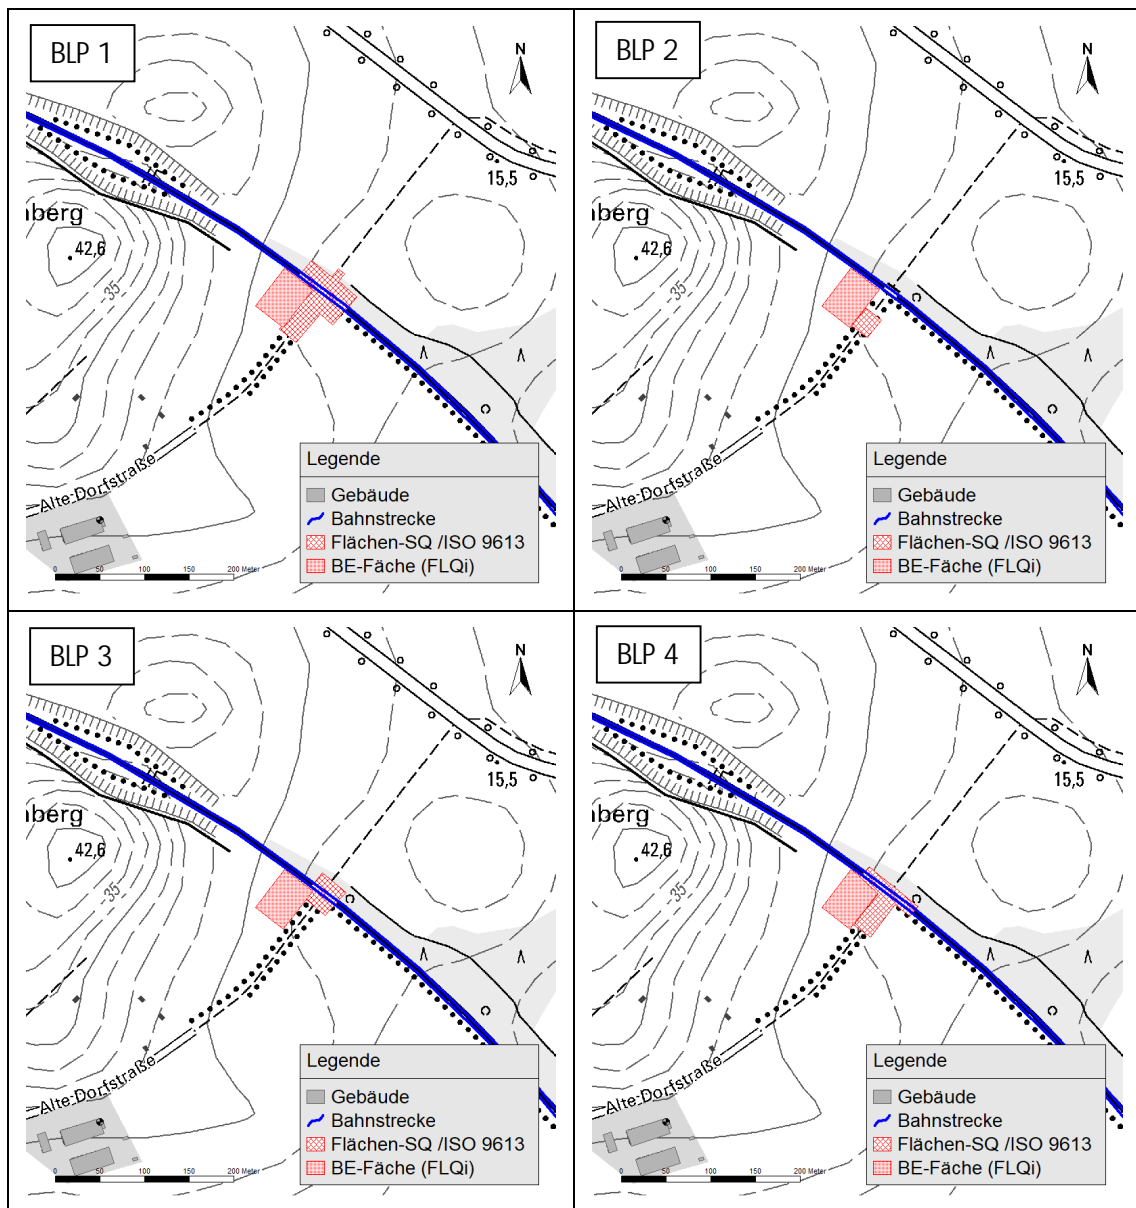 BLP 1
N
15,5
nberg
42,6
35
Alte-Dorfstraße
Legende
Gebäude
Bahnstrecke
Flächen-SQ /ISO 9613
BE-Fäche (FLQi)
0 50 100 150 200 Meter
BLP 2
N
15,5
nberg
42,6
35
Alte-Dorfstraße
Legende
Gebäude
Bahnstrecke
Flächen-SQ /ISO 9613
BE-Fäche (FLQi)
0 50 100 150 200 Meter
BLP 3
N
15,5
nberg
42,6
35
Alte-Dorfstraße
Legende
Gebäude
Bahnstrecke
Flächen-SQ /ISO 9613
BE-Fäche (FLQi)
0 50 100 150 200 Meter
BLP 4
N
15,5
nberg
42,6
35
Alte-Dorfstraße
Legende
Gebäude
Bahnstrecke
Flächen-SQ /ISO 9613
BE-Fäche (FLQi)
0 50 100 150 200 Meter